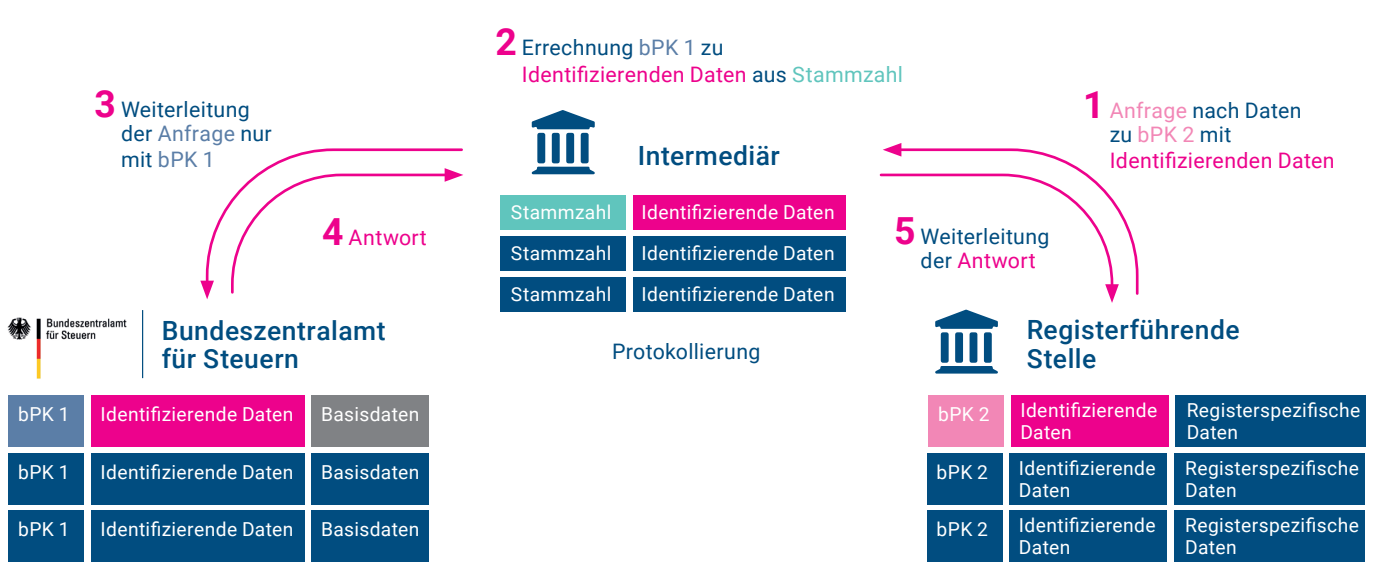 2 Errechnung bPK 1 zu
Identifizierenden Daten aus Stammzahl
3 Weiterleitung
der Anfrage nur
mit bPK 1
1 Anfrage nach Daten
zu bPK 2 mit
Identifizierenden Daten
Intermediär
Stammzahl Identifizierende Daten
Stammzahl Identifizierende Daten
Stammzahl Identifizierende Daten
Protokollierung
4 Antwort
5 Weiterleitung
der Antwort
Bundeszentralamt
für Steuern
Bundeszentralamt
für Steuern
bPK 1 Identifizierende Daten Basisdaten
bPK 1 Identifizierende Daten Basisdaten
bPK 1 Identifizierende Daten Basisdaten
Registerführende
Stelle
bPK 2 Identifizierende Daten Registerspezifische Daten
bPK 2 Identifizierende Daten Registerspezifische Daten
bPK 2 Identifizierende Daten Registerspezifische Daten